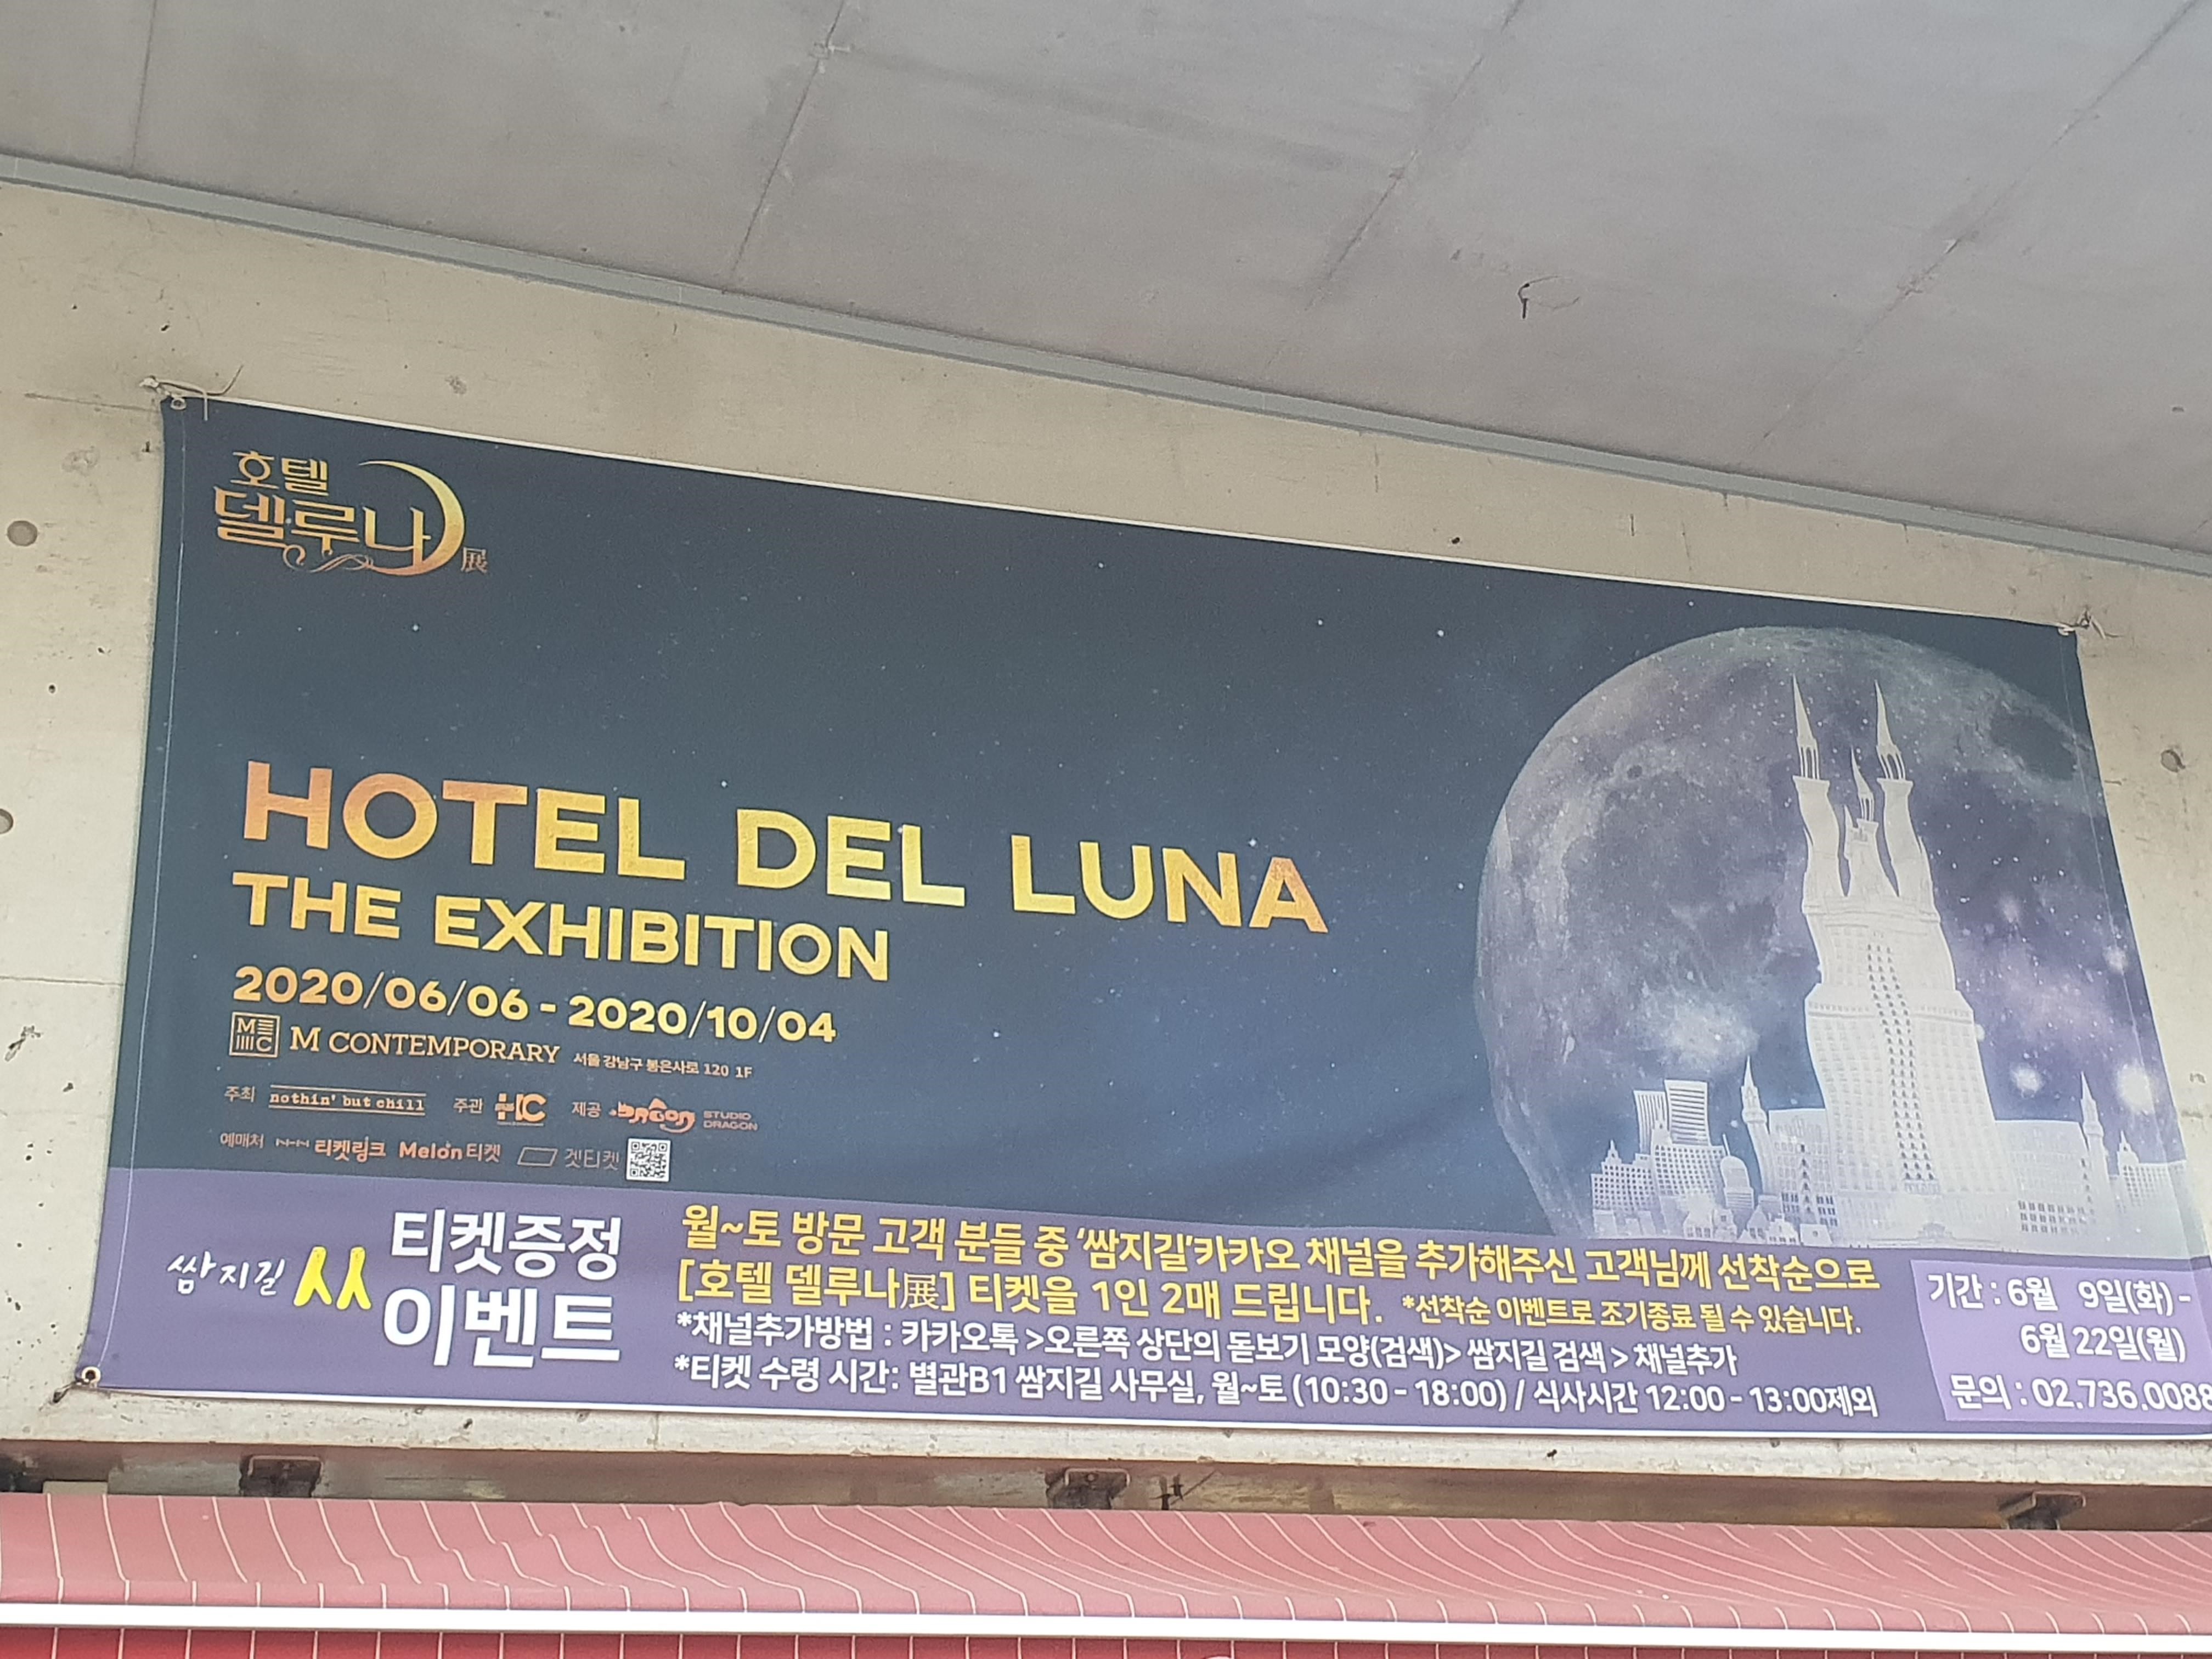 호텔
델루나 展
HOTEL DEL LUNA
THE EXHIBITION
2020/06/06 - 2020/10/04
M C M CONTEMPORARY 서울 강남구 봉은사로 120 1F
주최 nothin' but chill 주관 HC 제공 DRAGON STUDIO DRAGON
예매처 티켓링크 Melon티켓 겟티켓
쌈지길 ㅆ 티켓증정
이벤트
월~토 방문 고객 분들 중 '쌈지길'카카오 채널을 추가해주신 고객님께 선착순으로
[호텔 델루나展] 티켓을 1인 2매 드립니다. *선착순 이벤트로 조기종료 될 수 있습니다.
*채널추가방법 : 카카오톡 >오른쪽 상단의 돋보기 모양(검색)> 쌈지길 검색 > 채널추가
*티켓 수령 시간: 별관B1 쌈지길 사무실, 월~토 (10:30 - 18:00) / 식사시간 12:00 - 13:00제외
기간 : 6월 9일(화) -
6월 22일(월)
문의 : 02.736.0088